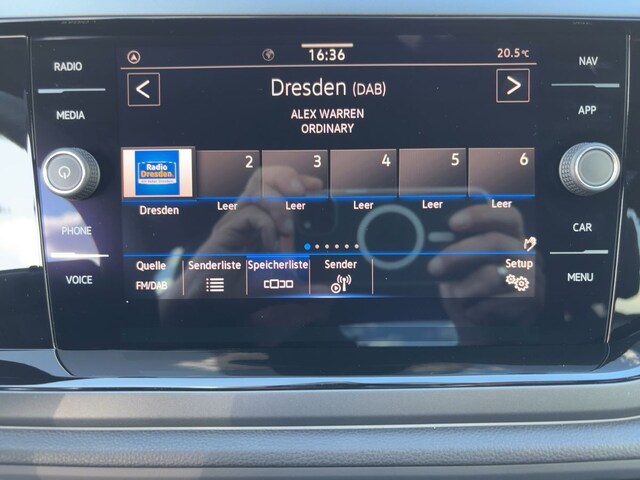 16:36
20.5°C
RADIO
MEDIA
PHONE
VOICE
NAV
APP
CAR
MENU
< Dresden (DAB) >
ALEX WARREN
ORDINARY
Radio
Dresden
2 3 4 5 6
Dresden Leer Leer Leer Leer Leer
Quelle Senderliste Speicherliste Sender Setup
FM/DAB